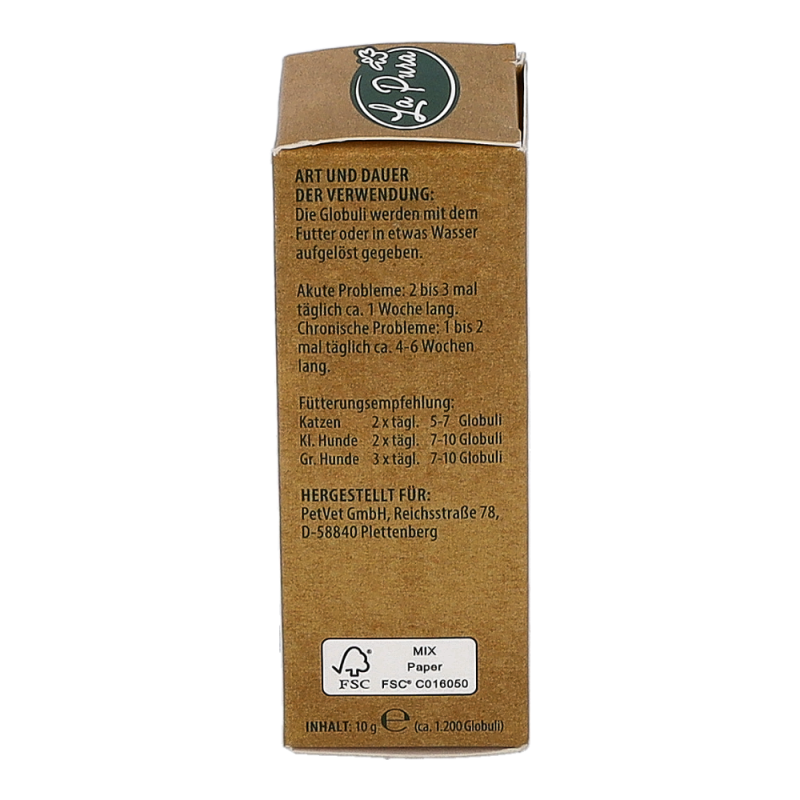 La Pura
ART UND DAUER
DER VERWENDUNG:
Die Globuli werden mit dem
Futter oder in etwas Wasser
aufgelöst gegeben.
Akute Probleme: 2 bis 3 mal
täglich ca. 1 Woche lang.
Chronische Probleme: 1 bis 2
mal täglich ca. 4-6 Wochen
lang.
Fütterungsempfehlung:
Katzen 2 x tägl. 5-7 Globuli
Kl. Hunde 2 x tägl. 7-10 Globuli
Gr. Hunde 3 x tägl. 7-10 Globuli
HERGESTELLT FÜR:
PetVet GmbH, Reichsstraße 78,
D-58840 Plettenberg
MIX
Paper
FSC® FSC® C016050
INHALT: 10 g ℮ (ca. 1.200 Globuli)